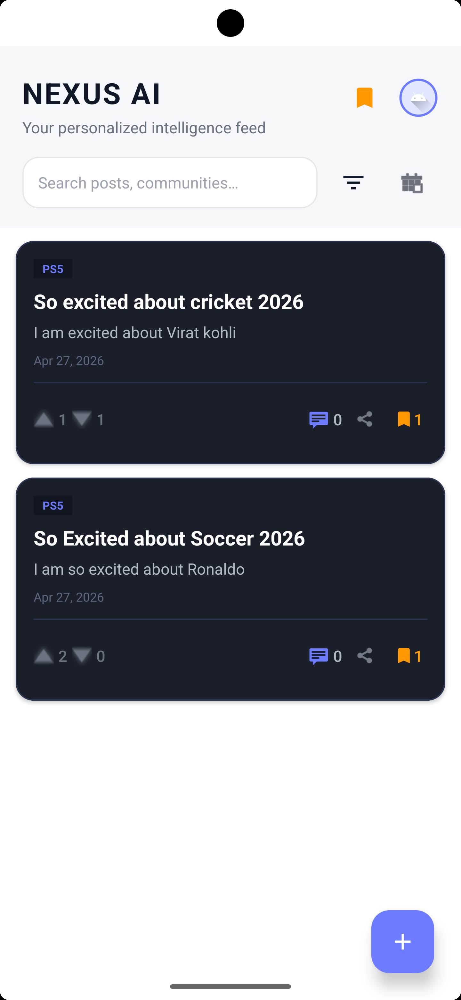 NEXUS AI
Your personalized intelligence feed
Search posts, communities...
PS5
So excited about cricket 2026
I am excited about Virat kohli
Apr 27, 2026
1 1 0 1
PS5
So Excited about Soccer 2026
I am so excited about Ronaldo
Apr 27, 2026
2 0 0 1